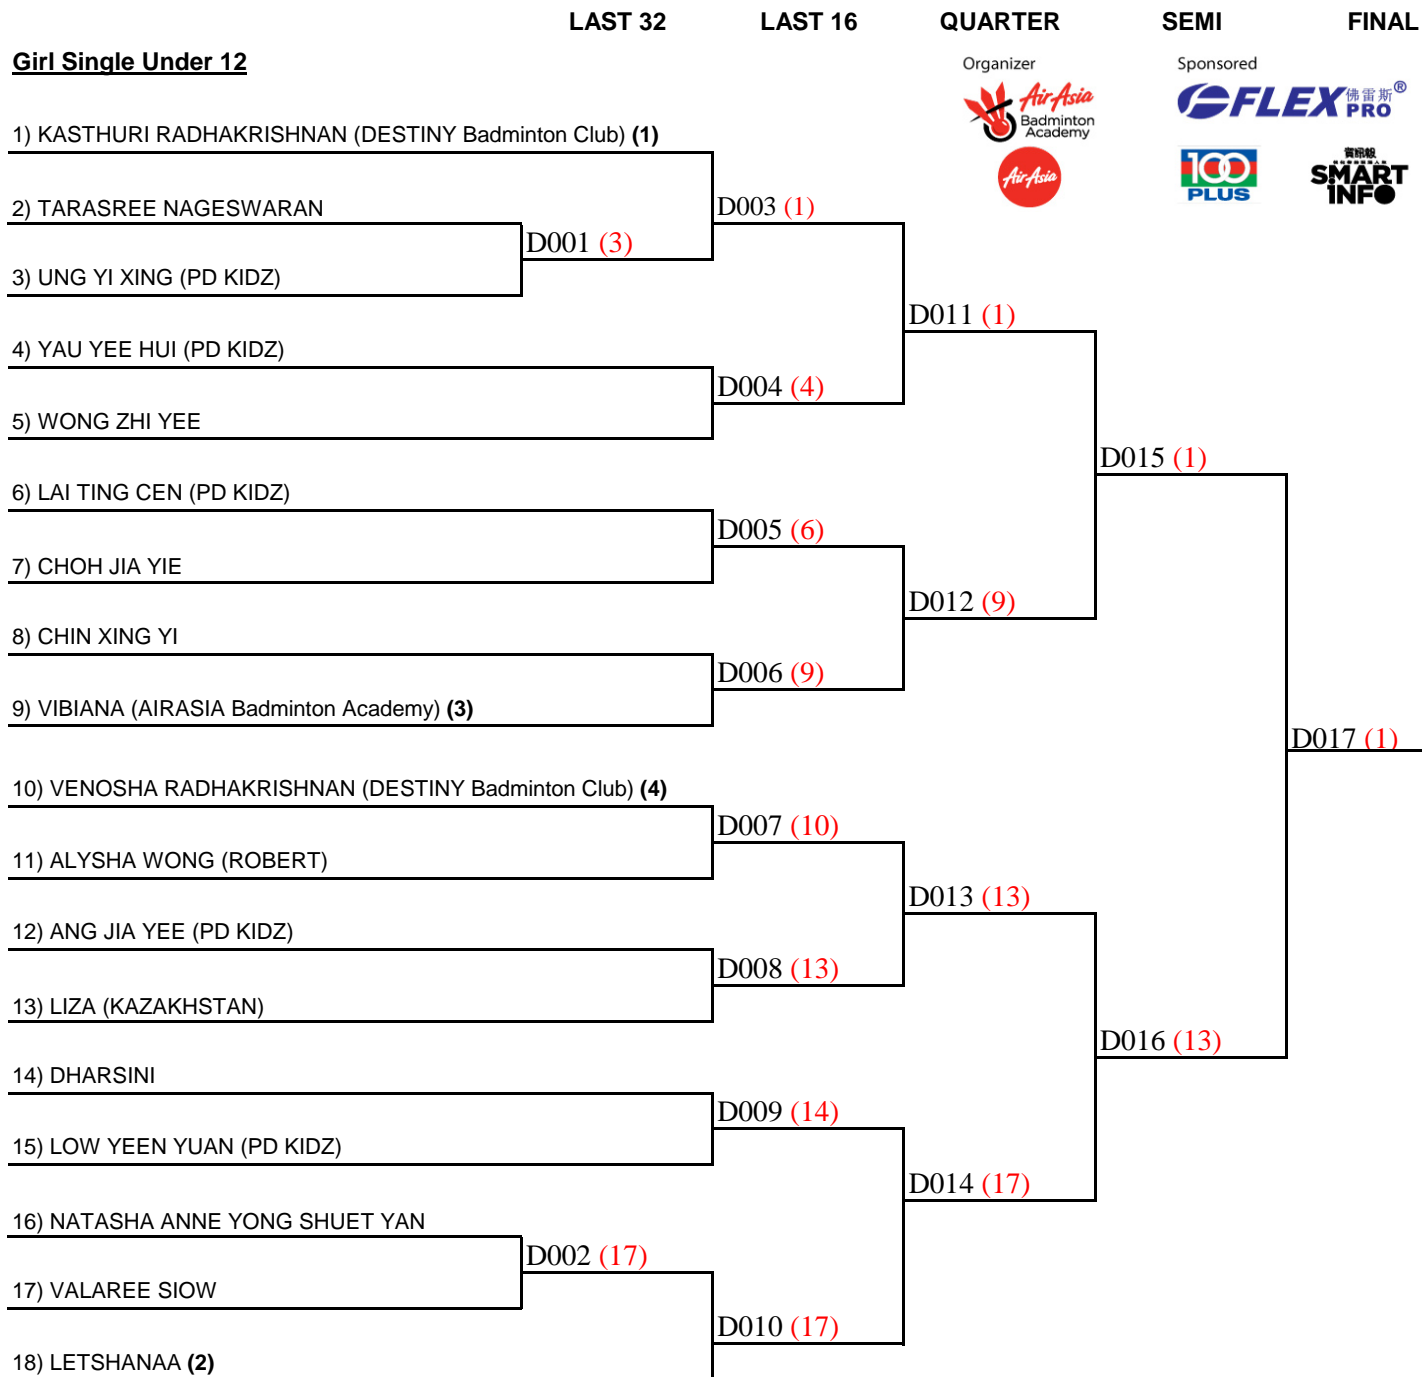 LAST 32 LAST 16 QUARTER SEMI FINAL
Girl Single Under 12
Organizer Sponsored
AirAsia
Badminton
Academy
FLEX PRO®
佛雷斯
1) KASTHURI RADHAKRISHNAN (DESTINY Badminton Club) (1)
AirAsia
100
PLUS
SMART
INFO
2) TARASREE NAGESWARAN
D003 (1)
D001 (3)
3) UNG YI XING (PD KIDZ)
D011 (1)
4) YAU YEE HUI (PD KIDZ)
D004 (4)
5) WONG ZHI YEE
D015 (1)
6) LAI TING CEN (PD KIDZ)
D005 (6)
7) CHOH JIA YIE
D012 (9)
8) CHIN XING YI
D006 (9)
9) VIBIANA (AIRASIA Badminton Academy) (3)
D017 (1)
10) VENOSHA RADHAKRISHNAN (DESTINY Badminton Club) (4)
D007 (10)
11) ALYSHA WONG (ROBERT)
D013 (13)
12) ANG JIA YEE (PD KIDZ)
D008 (13)
13) LIZA (KAZAKHSTAN)
D016 (13)
14) DHARSINI
D009 (14)
15) LOW YEEN YUAN (PD KIDZ)
D014 (17)
16) NATASHA ANNE YONG SHUET YAN
D002 (17)
17) VALAREE SIOW
D010 (17)
18) LETSHANAA (2)